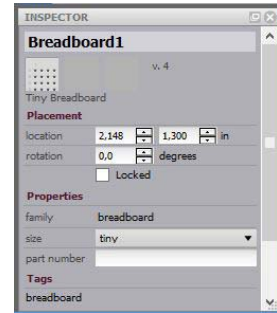 INSPECTOR
Breadboard1
v. 4
Tiny Breadboard
Placement
location 2,148 1,300 in
rotation 0,0 degrees
Locked
Properties
family breadboard
size tiny
part number
Tags
breadboard